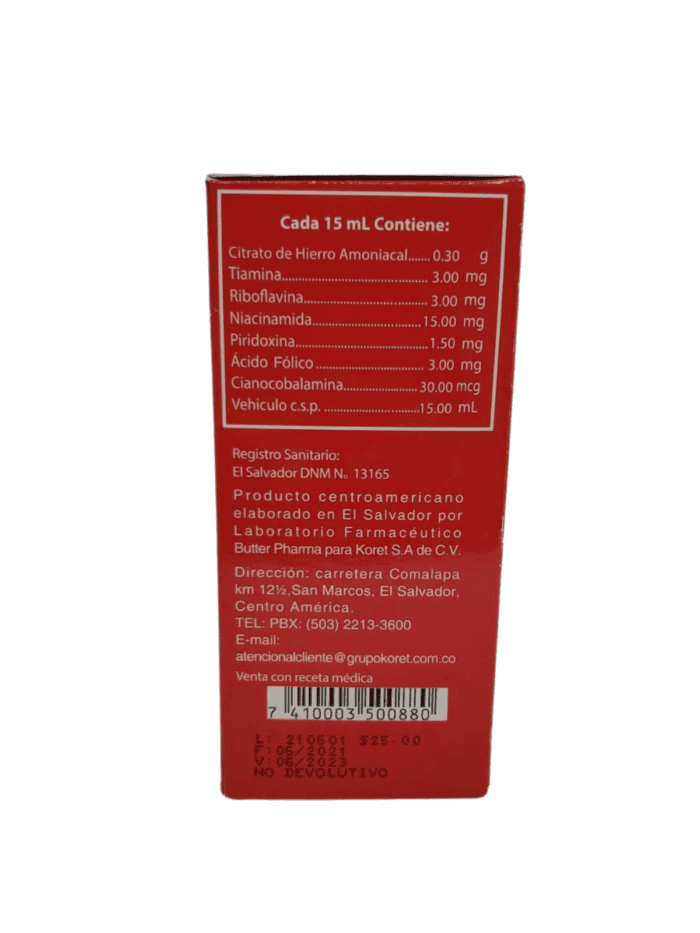 Cada 15 mL Contiene:
Citrato de Hierro Amoniacal....... 0.30 g
Tiamina.................................... 3.00 mg
Riboflavina............................... 3.00 mg
Niacinamida............................15.00 mg
Piridoxina.................................1.50 mg
Ácido Fólico ............................ 3.00 mg
Cianocobalamina................... 30.00 mcg
Vehiculo c.s.p. ........................15.00 mL
Registro Sanitario:
El Salvador DNM No 13165
Producto centroamericano
elaborado en El Salvador por
Laboratorio Farmacéutico
Butter Pharma para Koret S.A de C.V.
Dirección: carretera Comalapa
km 12½,San Marcos, El Salvador,
Centro América.
TEL: PBX: (503) 2213-3600
E-mail:
atencionalcliente@grupokoret.com.co
Venta con receta médica
7 410003 500880
L: 210601 $25.00
F:06/2021
V:06/2023
NO DEVOLUTIVO